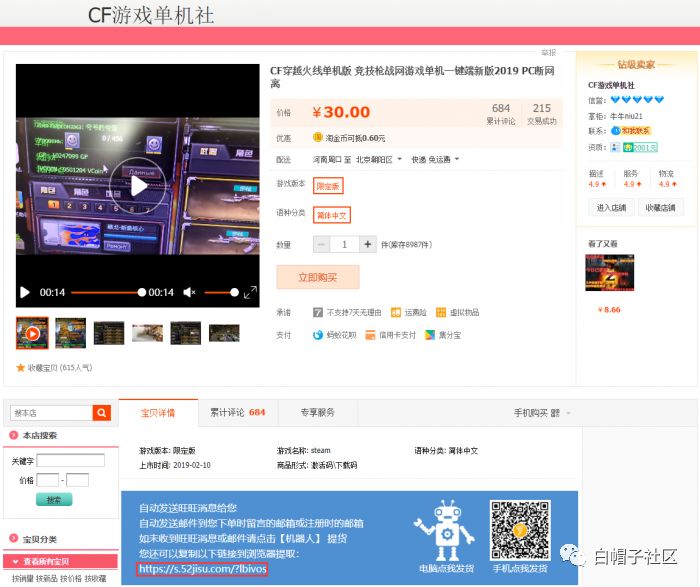 CF游戏单机社
举报
CF穿越火线单机版 竞技枪战网游戏单机一键端新版2019 PC断网离
价格
¥30.00
684
累计评论
215
交易成功
优惠
淘金币可抵0.60元
配送
河南周口 至 北京朝阳区 快递 免运费
游戏版本
限定版
语种分类
简体中文
数量
- 1 +
件(库存8987件)
立即购买
承诺
不支持7天无理由
运费险
虚拟物品
支付
蚂蚁花呗
信用卡支付
集分宝
钻级卖家
CF游戏单机社
信誉:
掌柜: 牛牛niu21
联系: 和我联系
资质:
描述
服务
物流
4.9
4.9
4.9
进入店铺
收藏店铺
看了又看
¥8.66
武器
角色
20247099 GP
9501204 VCoin
角色
1 2 3 4 5 6 7
00:14
00:14
收藏宝贝 (615人气)
搜本店
宝贝详情
累计评论 684
专享服务
手机购买
本店搜索
关键字
价格
-
搜索
宝贝分类
查看所有宝贝
按销量 按新品 按价格 按收藏
游戏版本: 限定版
游戏名称: steam
语种分类: 简体中文
上市时间: 2019-02-10
商品形式: 激活码\下载码
自动发送旺旺消息给您
自动发送邮件到您下单时留言的邮箱或注册时的邮箱
如未收到旺旺消息或邮件请点击【机器人】 提货
您还可以复制以下链接到浏览器提取:
https://s.52jisu.com/?lbivos
电脑点我发货
手机点我发货
白帽子社区